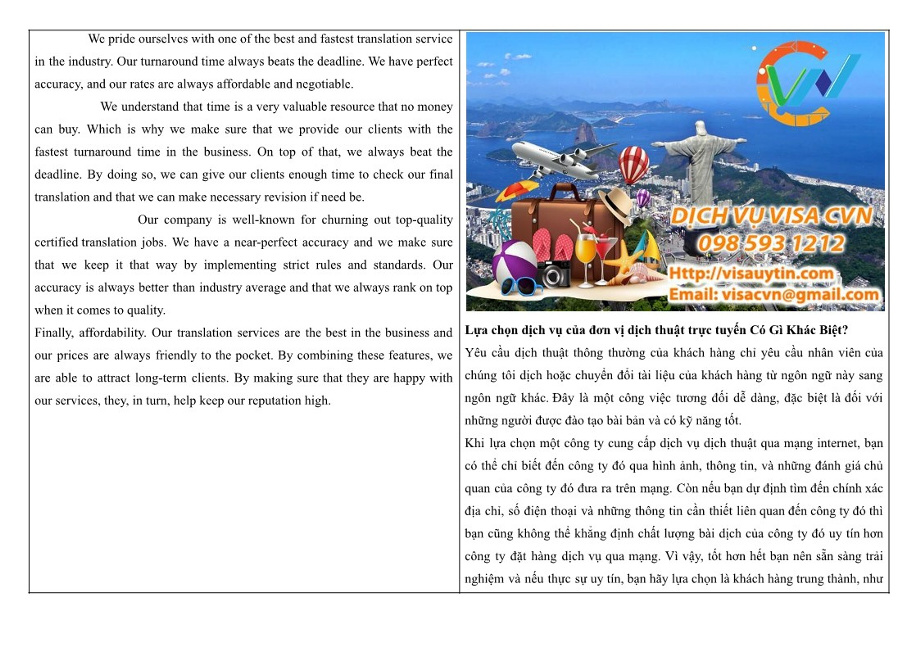 We pride ourselves with one of the best and fastest translation service
in the industry. Our turnaround time always beats the deadline. We have perfect
accuracy, and our rates are always affordable and negotiable.
We understand that time is a very valuable resource that no money
can buy. Which is why we make sure that we provide our clients with the
fastest turnaround time in the business. On top of that, we always beat the
deadline. By doing so, we can give our clients enough time to check our final
translation and that we can make necessary revision if need be.
Our company is well-known for churning out top-quality
certified translation jobs. We have a near-perfect accuracy and we make sure
that we keep it that way by implementing strict rules and standards. Our
accuracy is always better than industry average and that we always rank on top
when it comes to quality.
Finally, affordability. Our translation services are the best in the business and
our prices are always friendly to the pocket. By combining these features, we
are able to attract long-term clients. By making sure that they are happy with
our services, they, in turn, help keep our reputation high.
CVN
DỊCH VỤ VISA CVN
098 593 1212
Http://visauytin.com
Email: visacvn@gmail.com
Lựa chọn dịch vụ của đơn vị dịch thuật trực tuyến Có Gì Khác Biệt?
Yêu cầu dịch thuật thông thường của khách hàng chỉ yêu cầu nhân viên của
chúng tôi dịch hoặc chuyển đổi tài liệu của khách hàng từ ngôn ngữ này sang
ngôn ngữ khác. Đây là một công việc tương đối dễ dàng, đặc biệt là đối với
những người được đào tạo bài bản và có kỹ năng tốt.
Khi lựa chọn một công ty cung cấp dịch vụ dịch thuật qua mạng internet, bạn
có thể chỉ biết đến công ty đó qua hình ảnh, thông tin, và những đánh giá chủ
quan của công ty đó đưa ra trên mạng. Còn nếu bạn dự định tìm đến chính xác
địa chỉ, số điện thoại và những thông tin cần thiết liên quan đến công ty đó thì
bạn cũng không thể khẳng định chất lượng bài dịch của công ty đó uy tín hơn
công ty đặt hàng dịch vụ qua mạng. Vì vậy, tốt hơn hết bạn nên sẵn sàng trải
nghiệm và nếu thực sự uy tín, bạn hãy lựa chọn là khách hàng trung thành, như